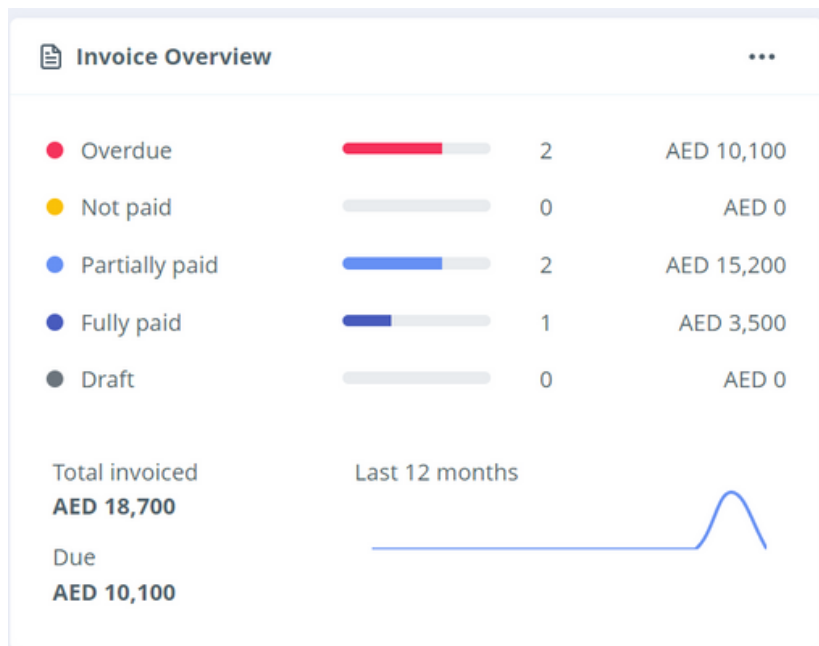 Invoice Overview
Overdue 2 AED 10,100
Not paid 0 AED 0
Partially paid 2 AED 15,200
Fully paid 1 AED 3,500
Draft 0 AED 0
Total invoiced
AED 18,700
Due
AED 10,100
Last 12 months